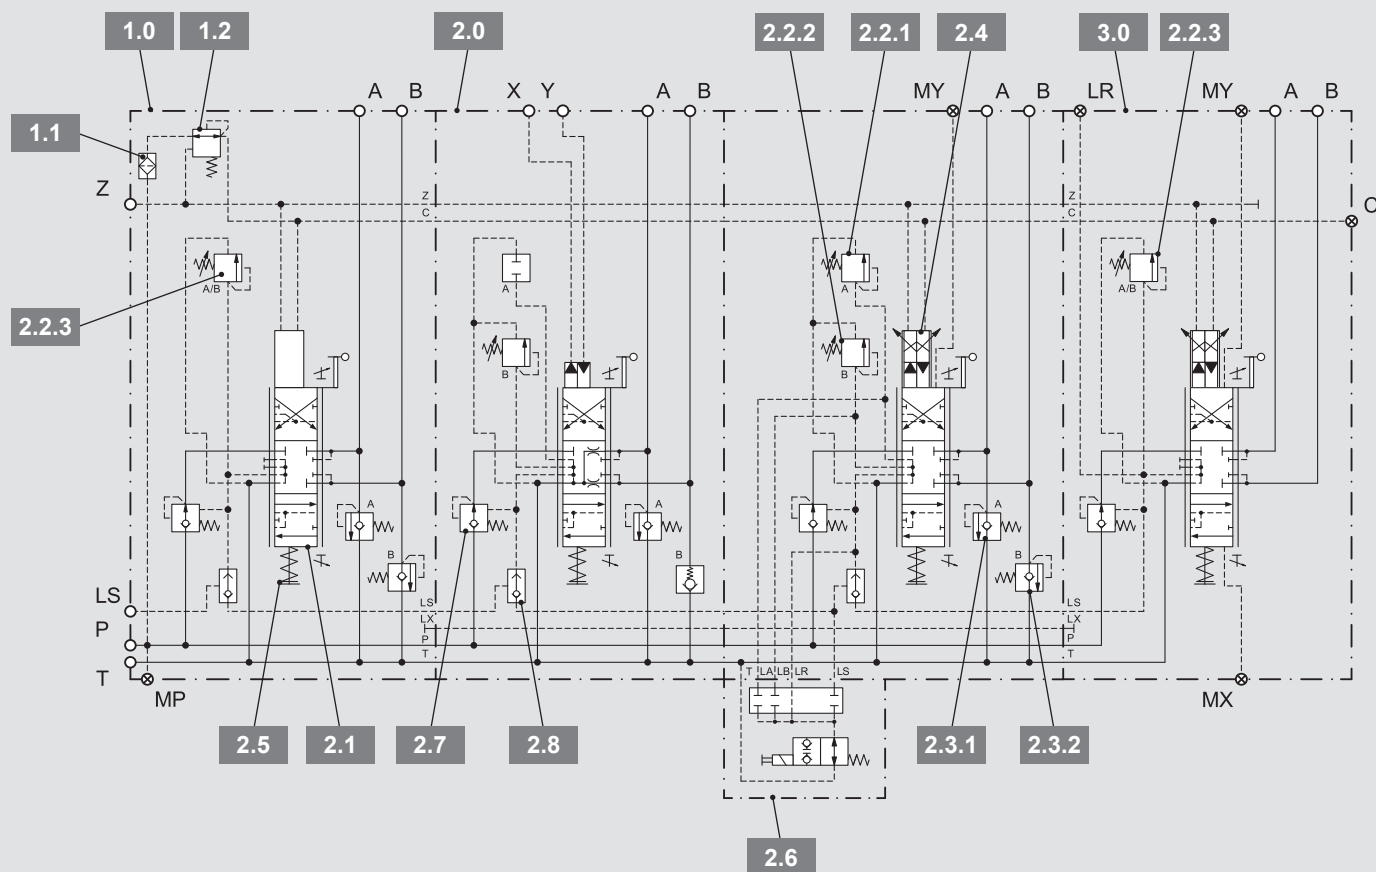 1.0 1.2 2.0 2.2.2 2.2.1 2.4 3.0 2.2.3
A B X Y A B MY A B LR MY A B
1.1
Z
Z Z
C C
C
A/B A A A/B
2.2.3
B B
A A A
B B B
LS
LS LS
LX LX
P
P P
T
T T
T LA LB LR LS
MP MX
2.5 2.1 2.7 2.8 2.3.1 2.3.2
2.6